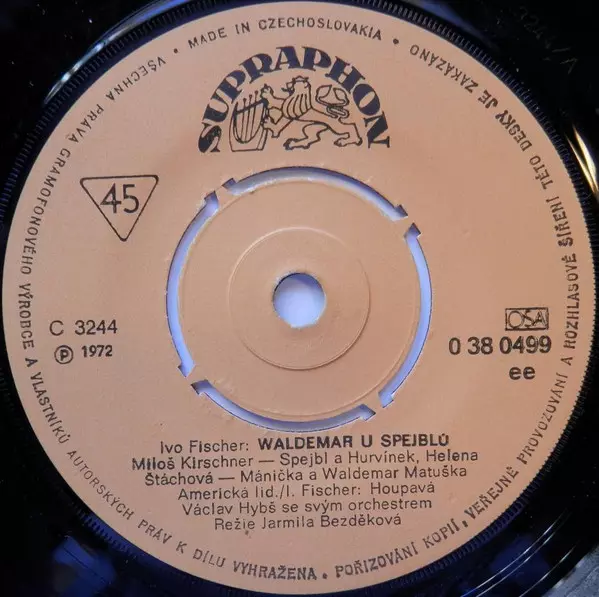 MADE IN CZECHOSLOVAKIA
VŠECHNA PRÁVA GRAMOFONOVÉHO VÝROBCE A VLASTNÍKŮ AUTORSKÝCH PRÁV K DÍLU VYHRAŽENA. POŘIZOVÁNÍ KOPIÍ, VEŘEJNÉ PROVOZOVÁNÍ A ROZHLASOVÉ ŠÍŘENÍ TÉTO DESKY JE ZAKÁZÁNO
SUPRAPHON
45
C 3244
Ⓟ 1972
OSA
0 38 0499
ee
Ivo Fischer: WALDEMAR U SPEJBLŮ
Miloš Kirschner — Spejbl a Hurvínek, Helena
Štáchová — Mánička a Waldemar Matuška
Americká lid./I. Fischer: Houpavá
Václav Hybš se svým orchestrem
Režie Jarmila Bezděková